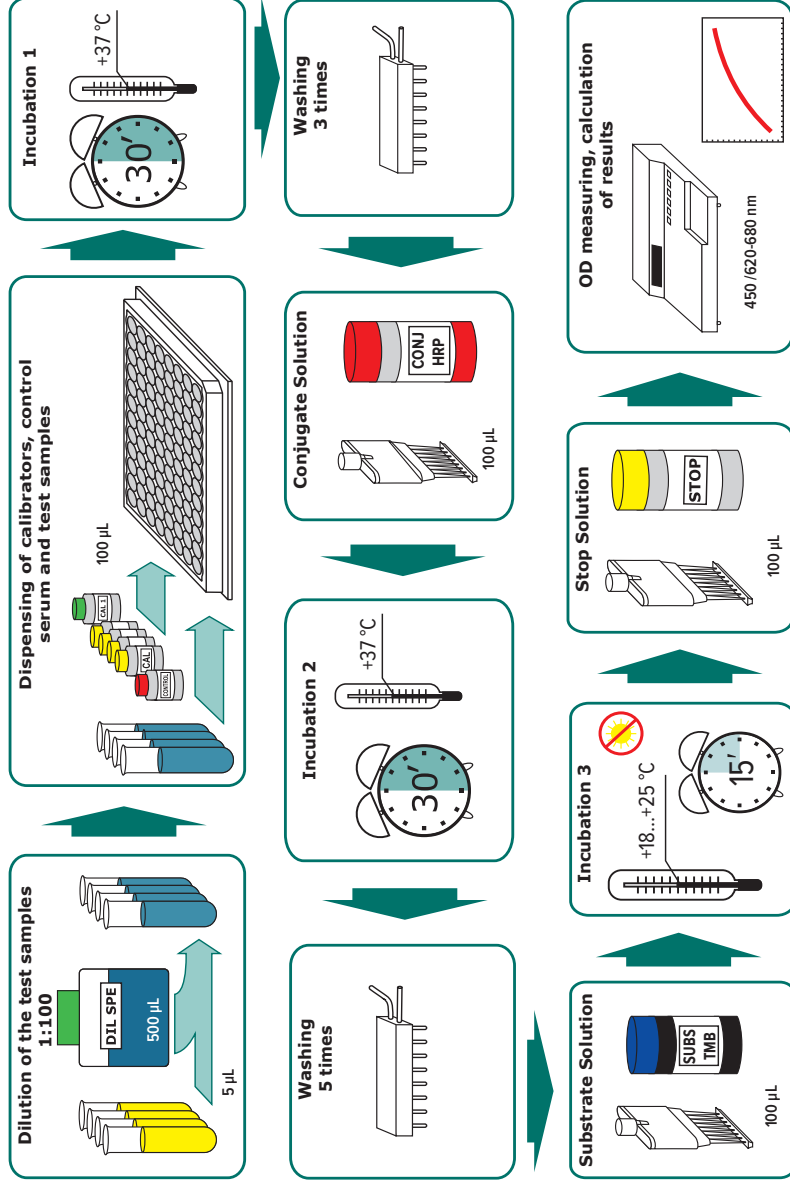 Dilution of the test samples
1:100
DIL SPE
500 µL
5 µL
Dispensing of calibrators, control
serum and test samples
CONTROL
CAL
CAL 1
100 µL
Incubation 1
30’
+37 °C
Washing
3 times
Conjugate Solution
CONJ
HRP
100 µL
Incubation 2
30’
+37 °C
Washing
5 times
Substrate Solution
SUBS
TMB
100 µL
Incubation 3
+18...+25 °C
15’
Stop Solution
STOP
100 µL
OD measuring, calculation
of results
450 /620-680 nm